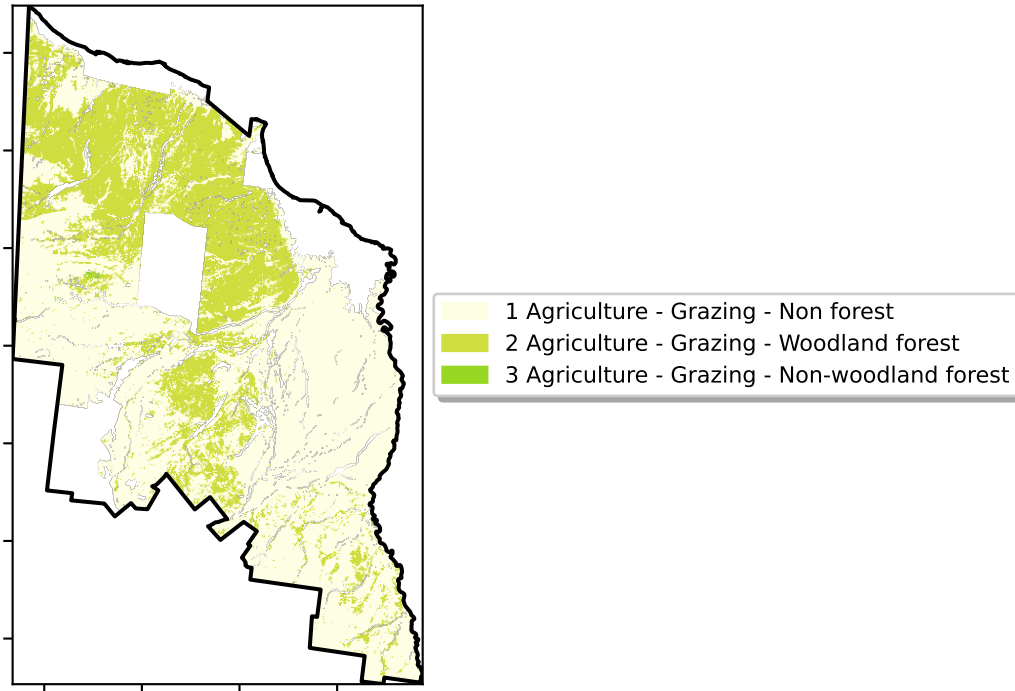 1 Agriculture - Grazing - Non forest
2 Agriculture - Grazing - Woodland forest
3 Agriculture - Grazing - Non-woodland forest